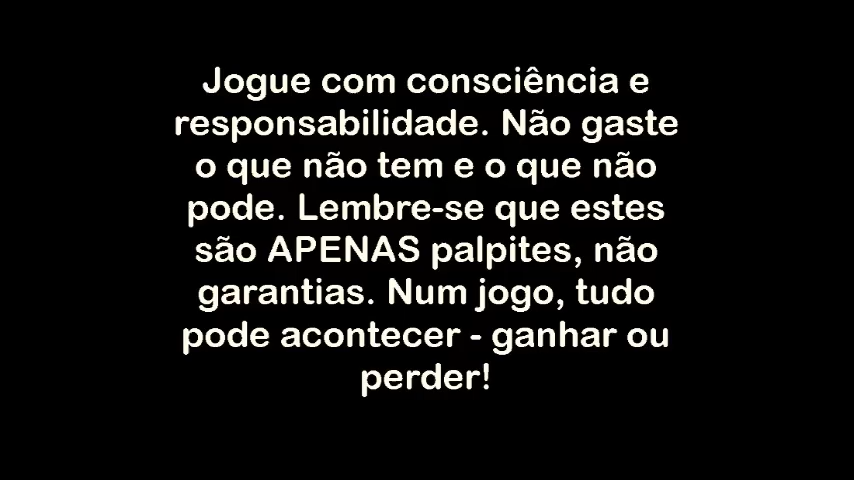 Jogue com consciência e
responsabilidade. Não gaste
o que não tem e o que não
pode. Lembre-se que estes
são APENAS palpites, não
garantias. Num jogo, tudo
pode acontecer - ganhar ou
perder!